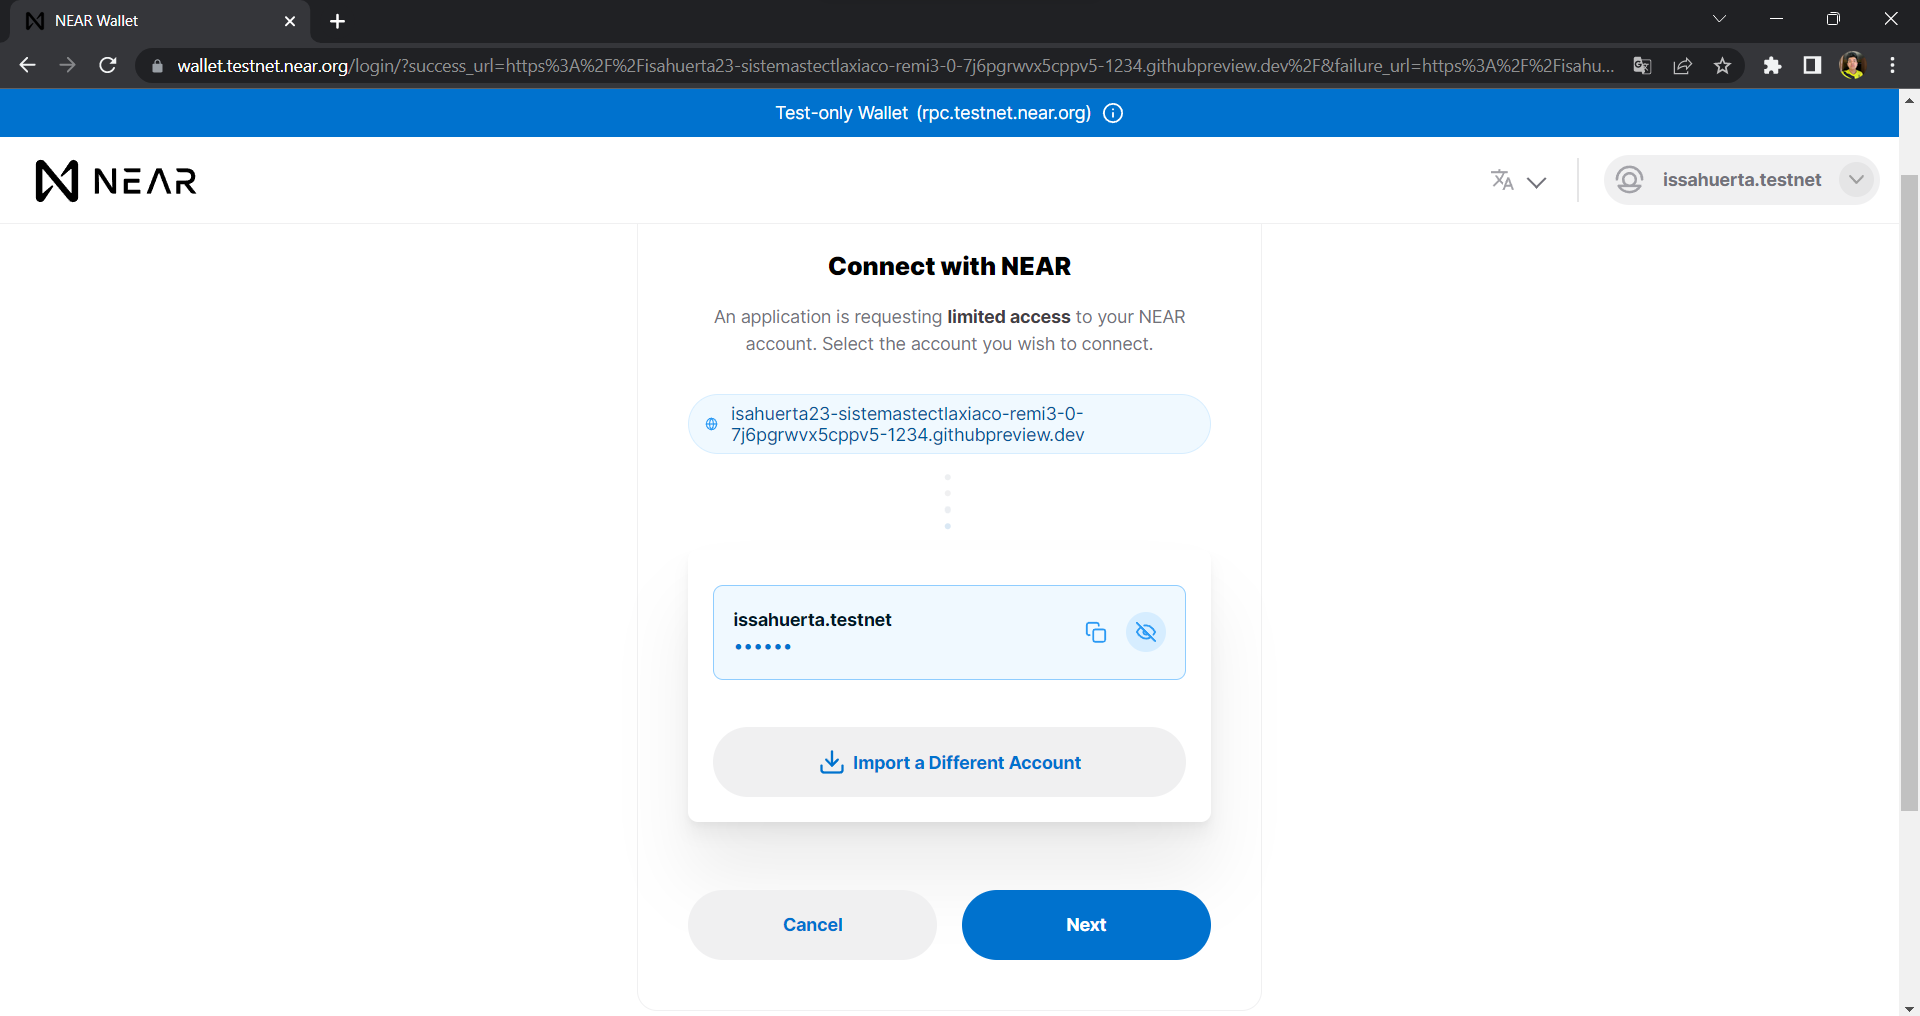 NEAR Wallet
wallet.testnet.near.org/login/?success_url=https%3A%2F%2Fisahuerta23-sistemastectlaxiaco-remi3-0-7j6pgrwvx5cppv5-1234.githubpreview.dev%2F&failure_url=https%3A%2F%2Fisahu...
Test-only Wallet (rpc.testnet.near.org)
NEAR
issahuerta.testnet
Connect with NEAR
An application is requesting limited access to your NEAR
account. Select the account you wish to connect.
isahuerta23-sistemastectlaxiaco-remi3-0-
7j6pgrwvx5cppv5-1234.githubpreview.dev
issahuerta.testnet
••••••
Import a Different Account
Cancel
Next